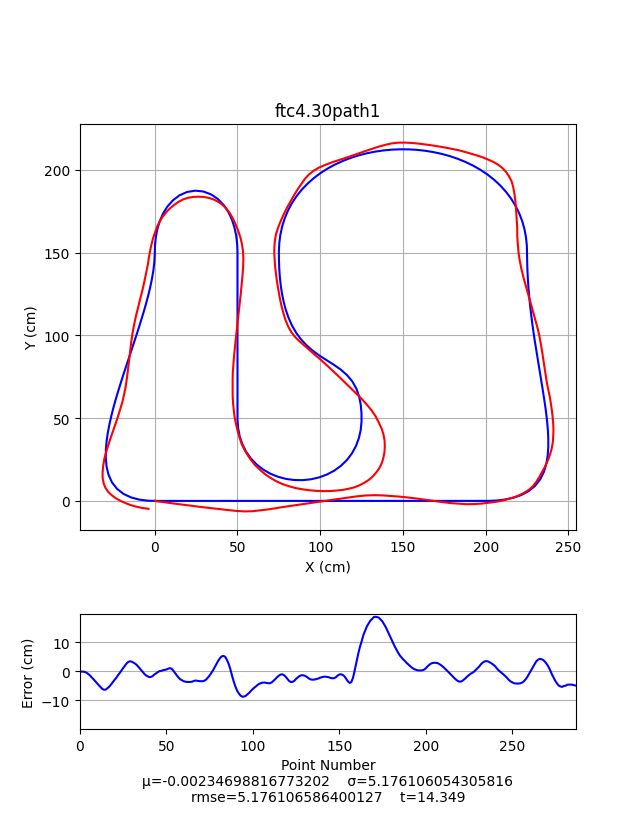 ftc4.30path1
200
150
100
50
0
Y (cm)
0 50 100 150 200 250
X (cm)
10
0
−10
Error (cm)
0 50 100 150 200 250
Point Number
μ=-0.00234698816773202 σ=5.176106054305816
rmse=5.176106586400127 t=14.349